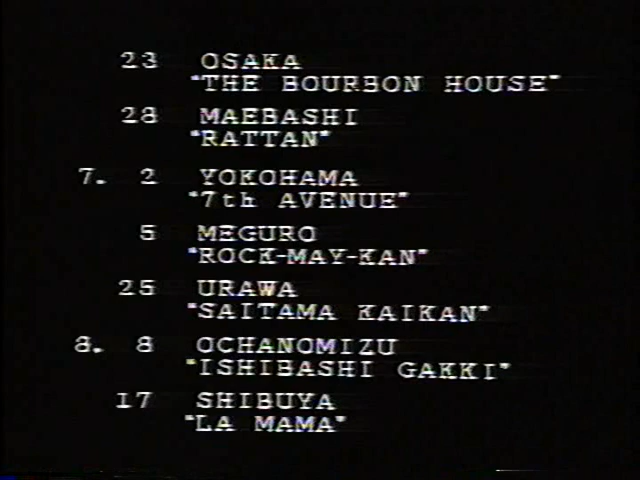 23 OSAKA
"THE BOURBON HOUSE"
28 MAEBASHI
"RATTAN"
7. 2 YOKOHAMA
"7th AVENUE"
5 MEGURO
"ROCK-MAY-KAN"
25 URAWA
"SAITAMA KAIKAN"
8. 8 OCHANOMIZU
"ISHIBASHI GAKKI"
17 SHIBUYA
"LA MAMA"